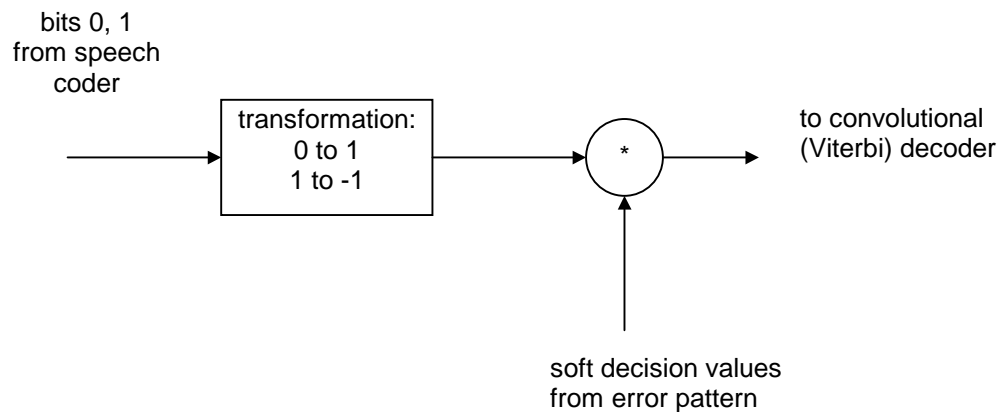 bits 0, 1
from speech
coder
transformation:
0 to 1
1 to -1
*
to convolutional
(Viterbi) decoder
soft decision values
from error pattern